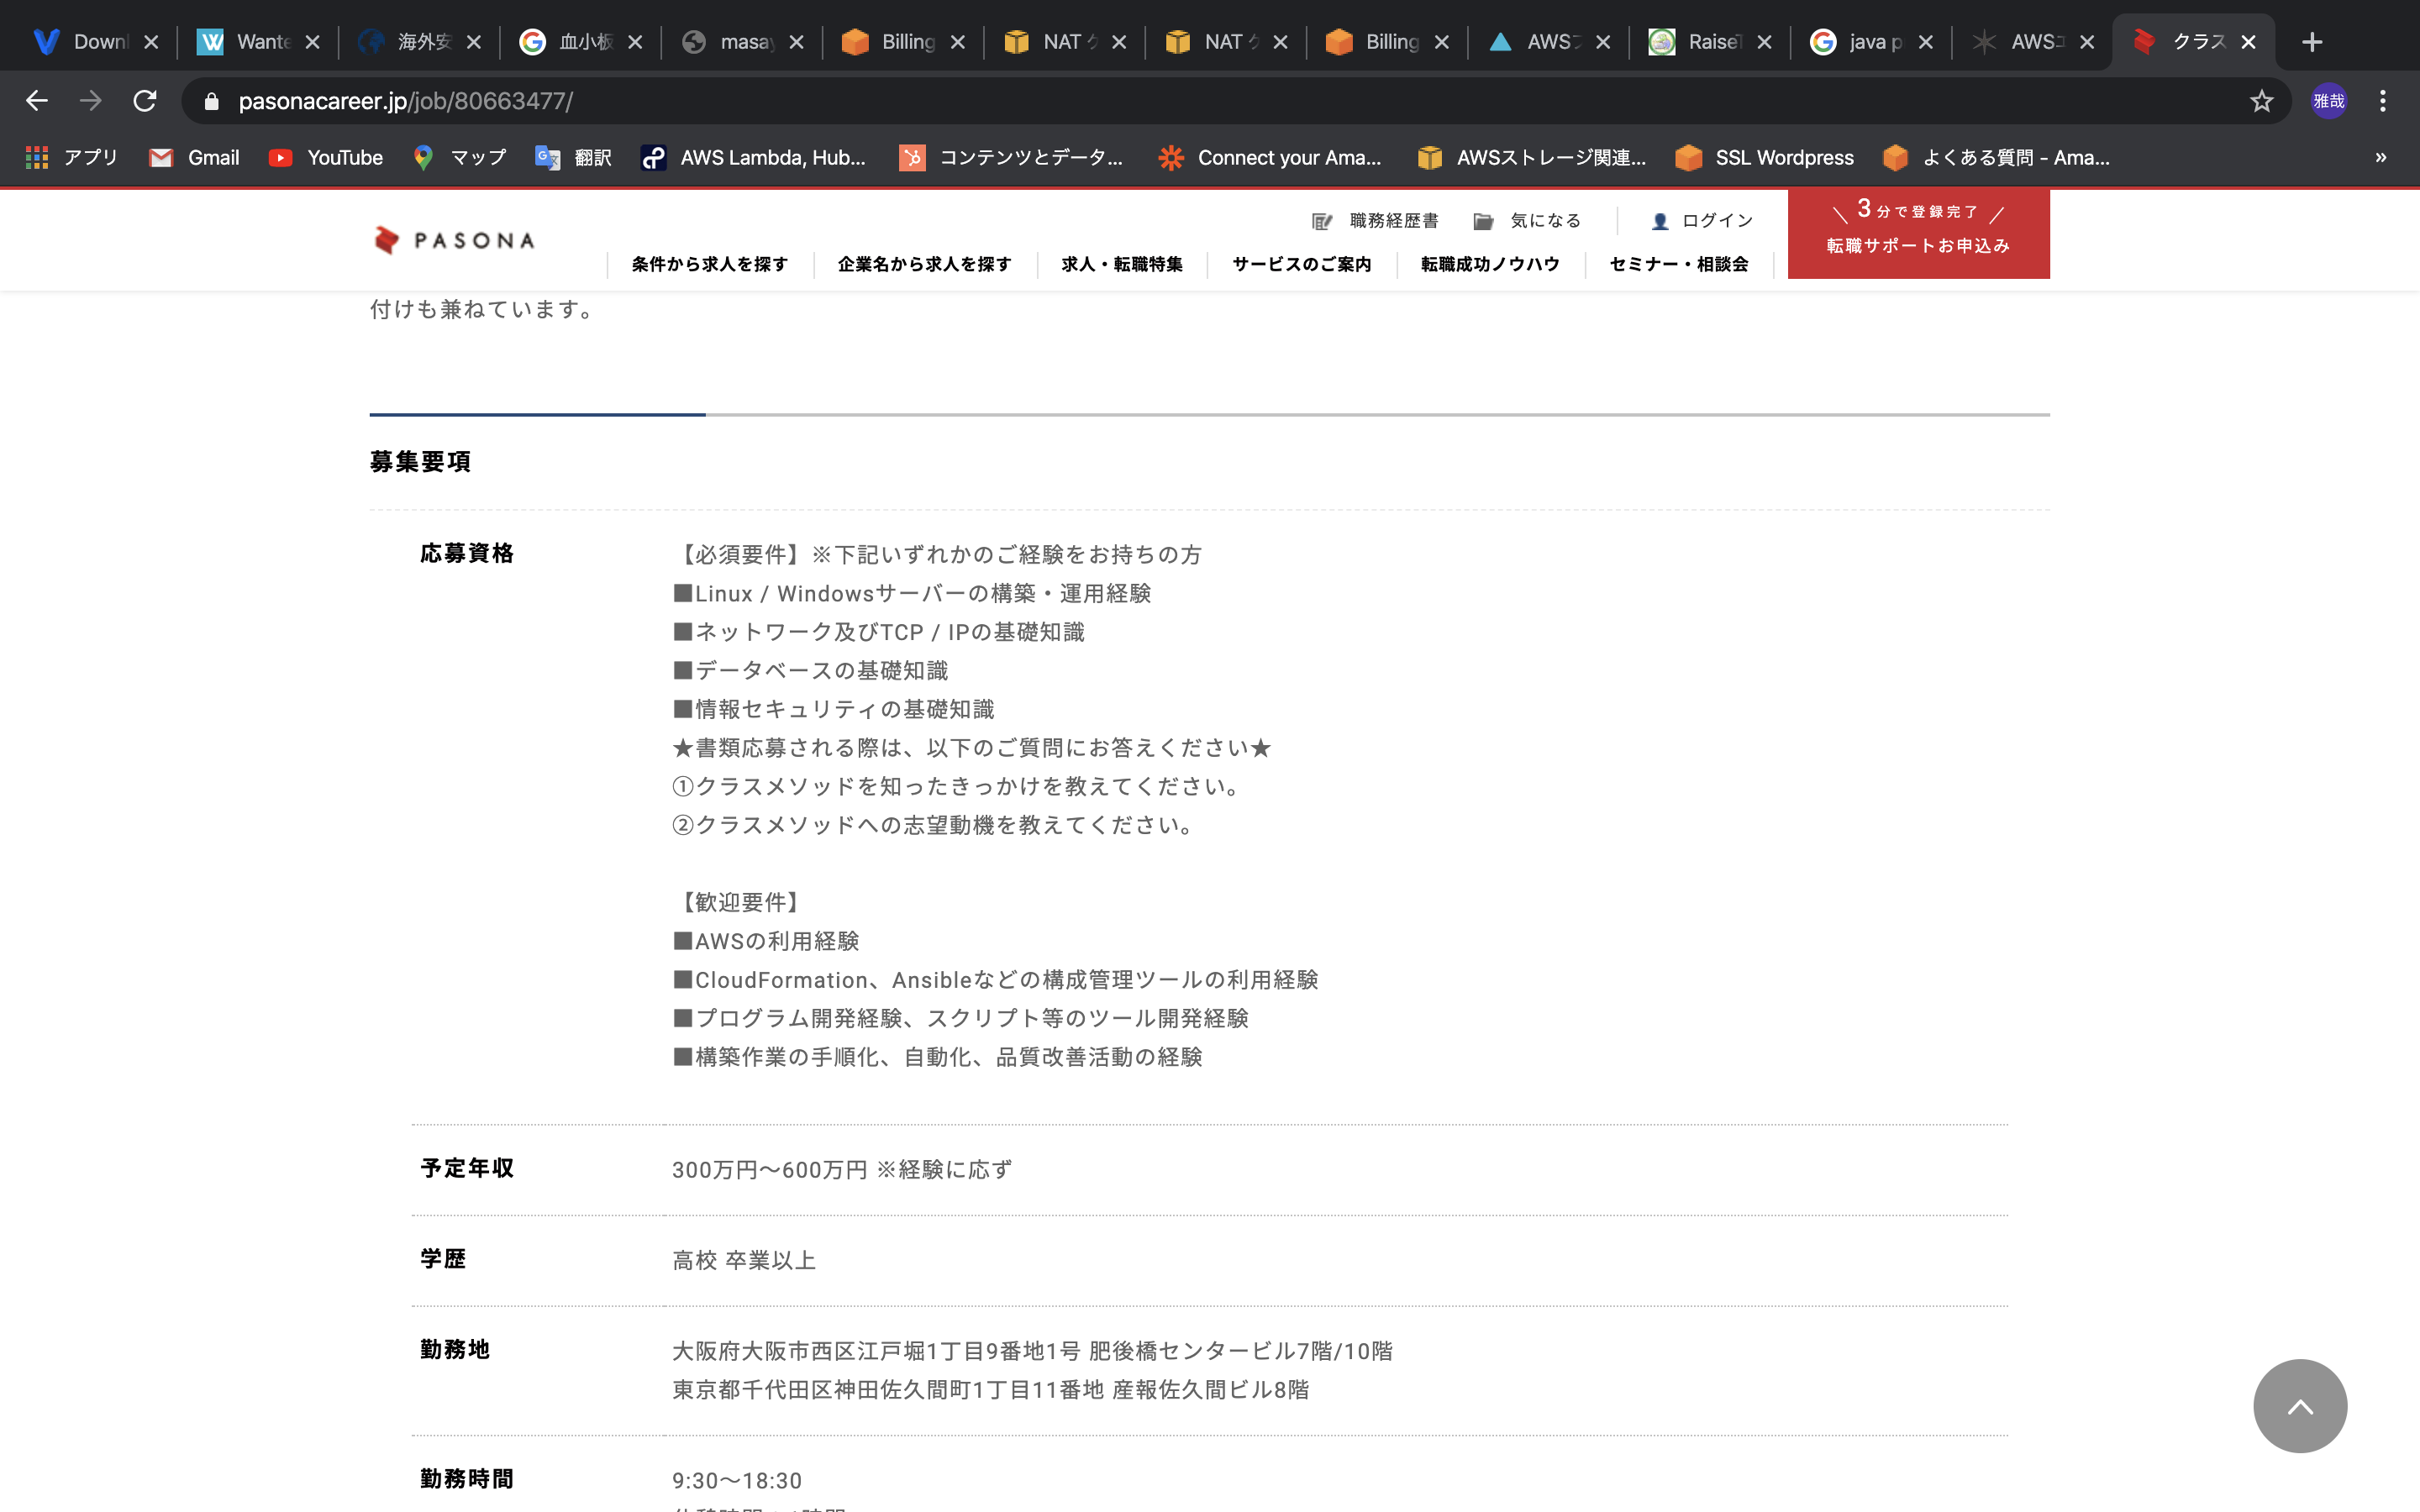 Downl
Wante
海外安
血小板
masay
Billing
NAT ゲ
NAT ゲ
Billing
AWS
Raise
java p
AWSエ
クラス
pasonacareer.jp/job/80663477/
雅哉
アプリ
Gmail
YouTube
マップ
翻訳
AWS Lambda, Hub...
コンテンツとデータ...
Connect your Ama...
AWSストレージ関連...
SSL Wordpress
よくある質問 - Ama...
»
PASONA
職務経歴書
気になる
ログイン
\ 3分で登録完了 /
転職サポートお申込み
条件から求人を探す
企業名から求人を探す
求人・転職特集
サービスのご案内
転職成功ノウハウ
セミナー・相談会
付けも兼ねています。
募集要項
応募資格
【必須要件】※下記いずれかのご経験をお持ちの方
■Linux / Windowsサーバーの構築・運用経験
■ネットワーク及びTCP / IPの基礎知識
■データベースの基礎知識
■情報セキュリティの基礎知識
★書類応募される際は、以下のご質問にお答えください★
①クラスメソッドを知ったきっかけを教えてください。
②クラスメソッドへの志望動機を教えてください。
【歓迎要件】
■AWSの利用経験
■CloudFormation、Ansibleなどの構成管理ツールの利用経験
■プログラム開発経験、スクリプト等のツール開発経験
■構築作業の手順化、自動化、品質改善活動の経験
予定年収
300万円〜600万円 ※経験に応ず
学歴
高校 卒業以上
勤務地
大阪府大阪市西区江戸堀1丁目9番地1号 肥後橋センタービル7階/10階
東京都千代田区神田佐久間町1丁目11番地 産報佐久間ビル8階
勤務時間
9:30〜18:30